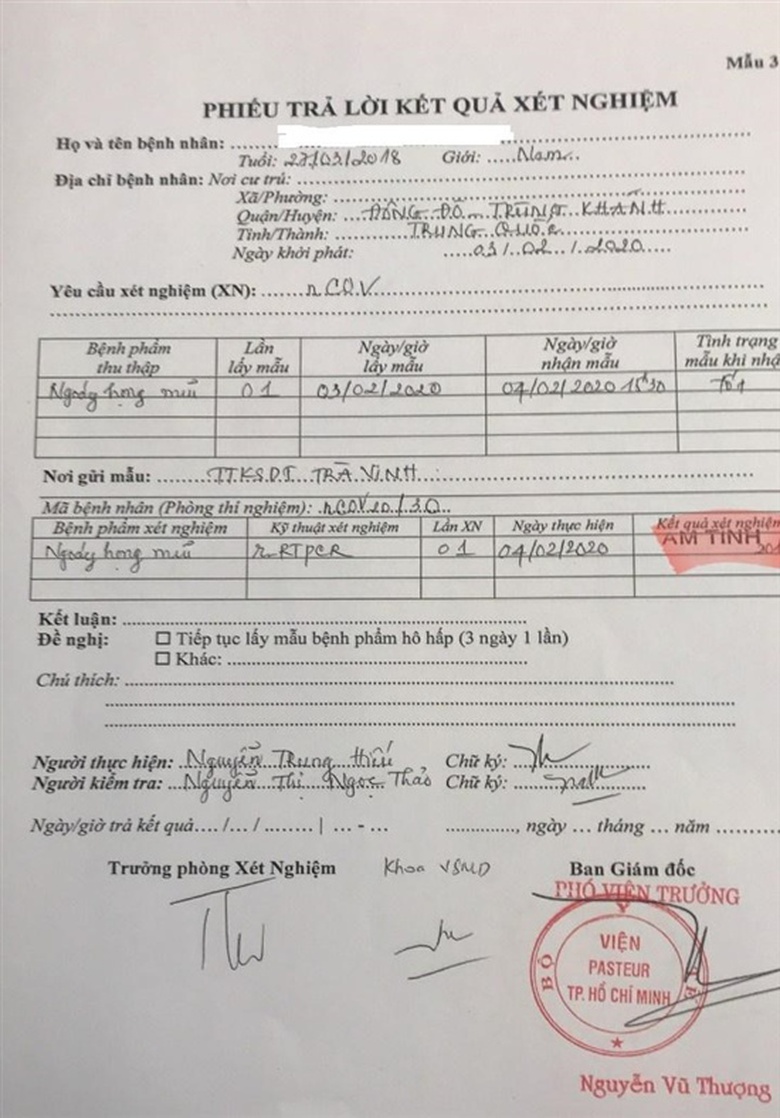 Mẫu 3
PHIẾU TRẢ LỜI KẾT QUẢ XÉT NGHIỆM
Họ và tên bệnh nhân:
Tuổi: 27/03/2018 Giới: Nam
Địa chỉ bệnh nhân: Nơi cư trú:
Xã/Phường:
Quận/Huyện: ĐÔNG ĐÔ TRÙNG KHÁNH
Tỉnh/Thành: TRUNG QUỐC
Ngày khởi phát: 03/02/2020
Yêu cầu xét nghiệm (XN): nCOV
Bệnh phẩm thu thập Lần lấy mẫu Ngày/giờ lấy mẫu Ngày/giờ nhận mẫu Tình trạng mẫu khi nhậ
Ngoáy họng mũi 01 03/02/2020 04/02/2020 15h30 Tốt
Nơi gửi mẫu: TTKSDT TRÀ VINH
Mã bệnh nhân (Phòng thí nghiệm): nCOV20/30
Bệnh phẩm xét nghiệm Kỹ thuật xét nghiệm Lần XN Ngày thực hiện Kết quả xét nghiệm
Ngoáy họng mũi r.RTPCR 01 04/02/2020 ÂM TÍNH
Kết luận:
Đề nghị: ☐ Tiếp tục lấy mẫu bệnh phẩm hô hấp (3 ngày 1 lần)
☐ Khác:
Chú thích:
Người thực hiện: Nguyễn Trung Hiếu Chữ ký:
Người kiểm tra: Nguyễn Thị Ngọc Thảo Chữ ký:
Ngày/giờ trả kết quả.... /... / ........ | ... - ... ..........., ngày ... tháng ... năm ..........
Trưởng phòng Xét Nghiệm Khoa VSMD Ban Giám đốc
PHÓ VIỆN TRƯỞNG
BỘ Y TẾ
VIỆN
PASTEUR
TP. HỒ CHÍ MINH
Nguyễn Vũ Thượng